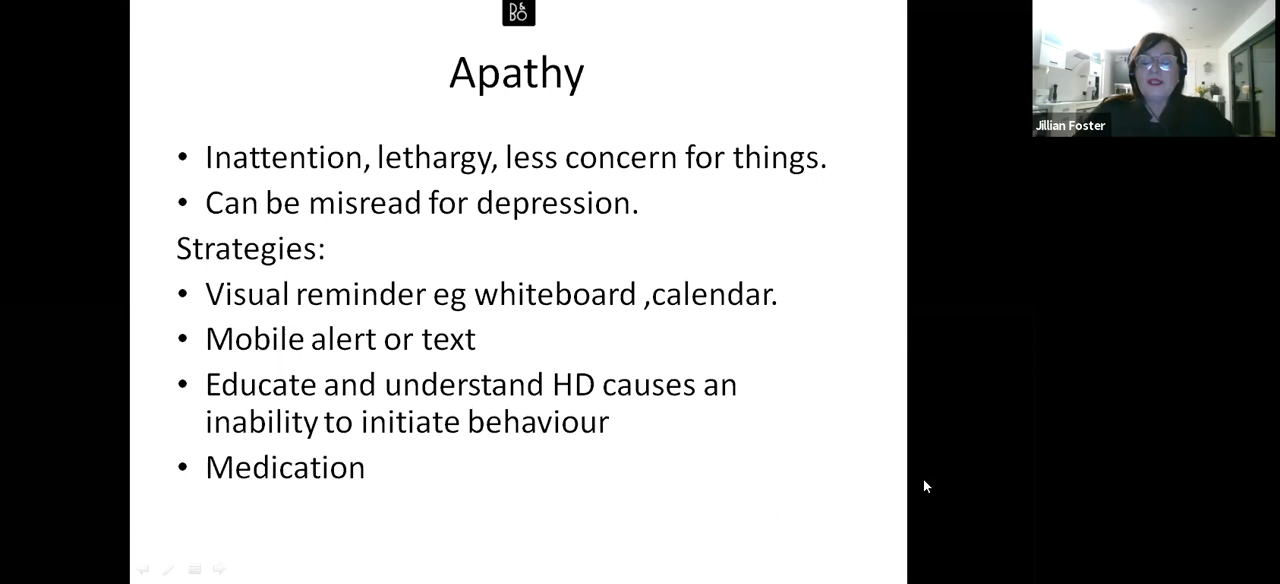 B&O
Apathy
• Inattention, lethargy, less concern for things.
• Can be misread for depression.
Strategies:
• Visual reminder eg whiteboard ,calendar.
• Mobile alert or text
• Educate and understand HD causes an
inability to initiate behaviour
• Medication
Jillian Foster